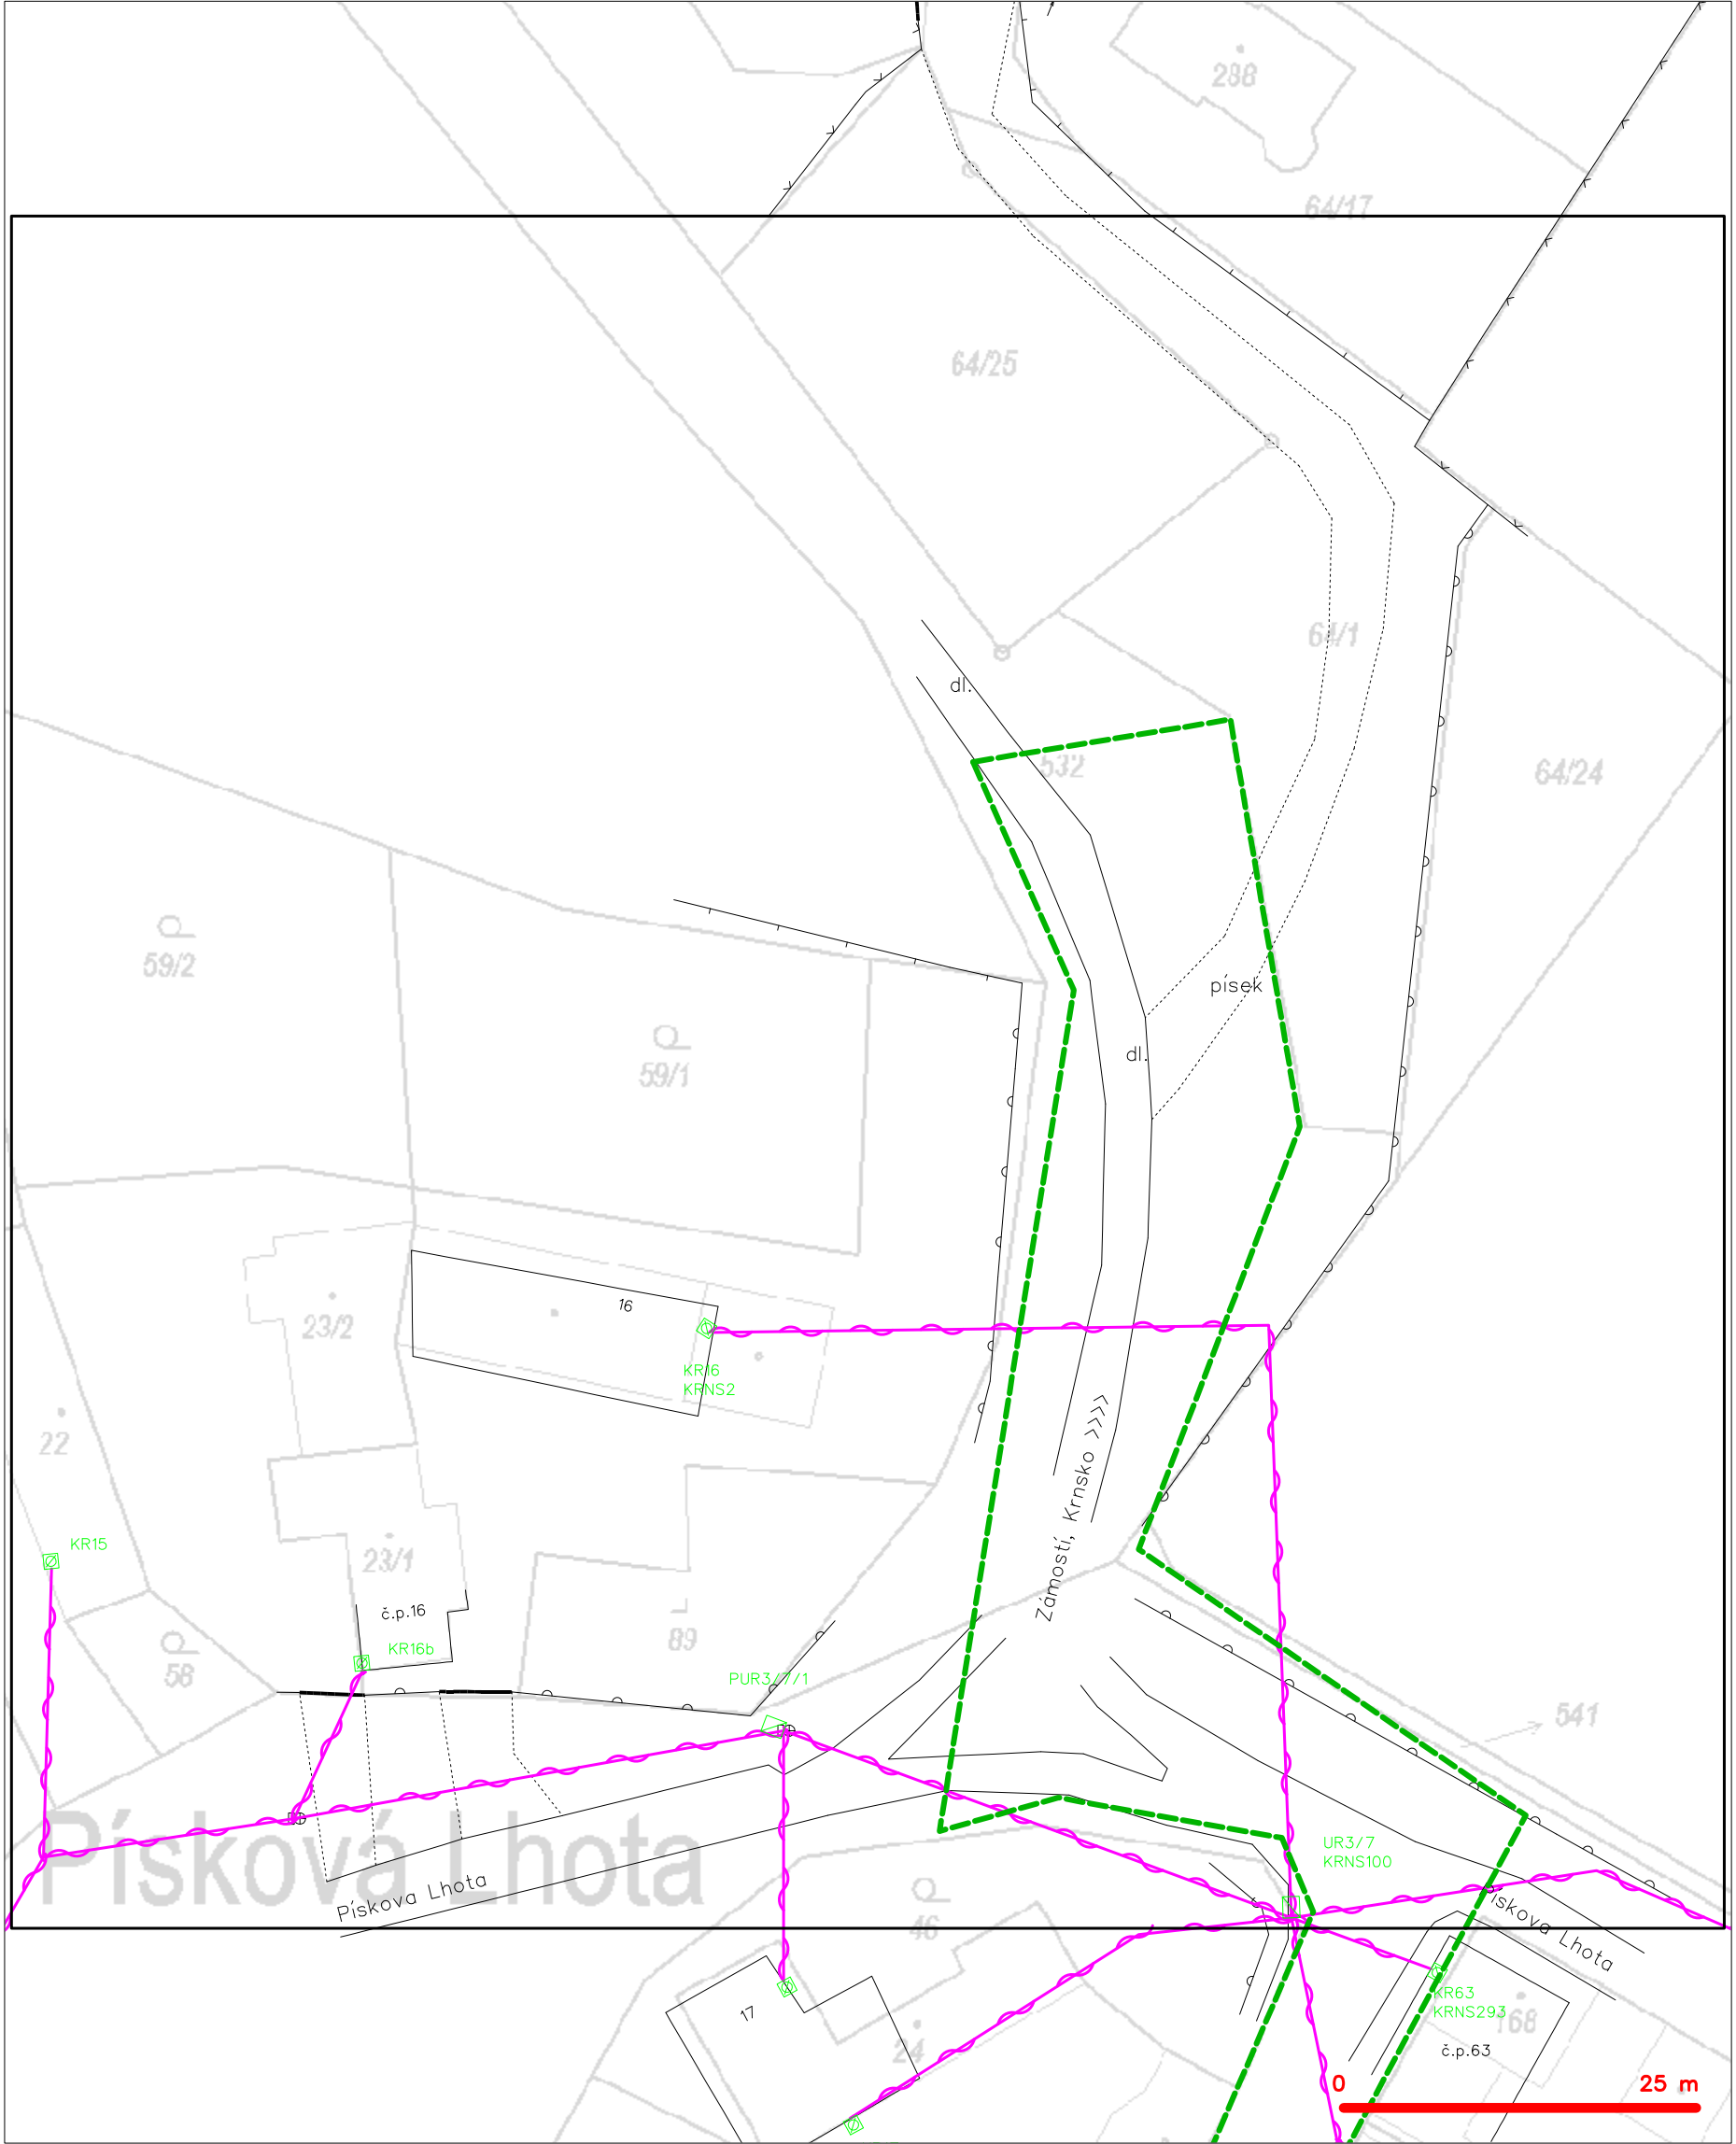 288
64/17
64/25
64/1
dl.
532
64/24
59/2
písek
59/1
dl.
16
23/2
KR16
KRNS2
22
Zámostí, Krnsko >>>>
KR15
23/1
č.p.16
KR16b
89
58
PUR3/7/1
541
UR3/7
KRNS100
Písková Lhota
Pískova Lhota
46
ískova Lhota
KR63
KRNS293
17
168
24
č.p.63
0 25 m